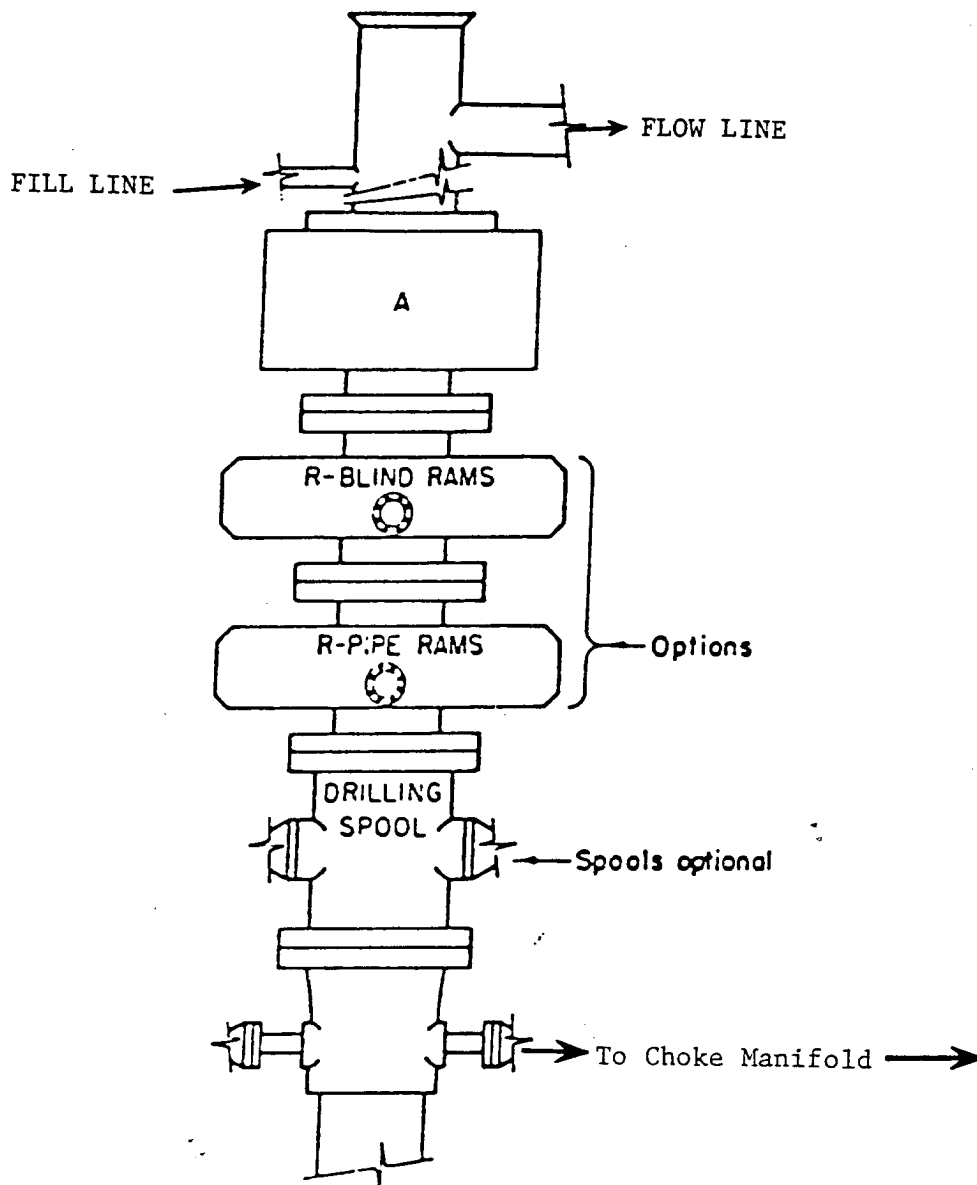 FLOW LINE
FILL LINE
A
R-BLIND RAMS
R-PIPE RAMS
Options
DRILLING
SPOOL
Spools optional
To Choke Manifold